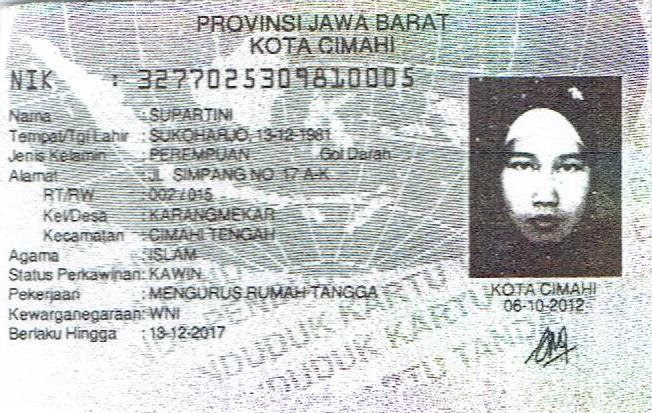 PROVINSI JAWA BARAT
KOTA CIMAHI
NIK : 3277025309810005
Nama : SUPARTINI
Tempat/Tgl Lahir : SUKOHARJO, 13-12-1981
Jenis Kelamin : PEREMPUAN Gol Darah :
Alamat : JL SIMPANG NO 17 A-K
RT/RW : 002 / 015
Kel/Desa : KARANGMEKAR
Kecamatan : CIMAHI TENGAH
Agama : ISLAM
Status Perkawinan: KAWIN
Pekerjaan : MENGURUS RUMAH TANGGA
Kewarganegaraan: WNI
Berlaku Hingga : 13-12-2017
KOTA CIMAHI
06-10-2012